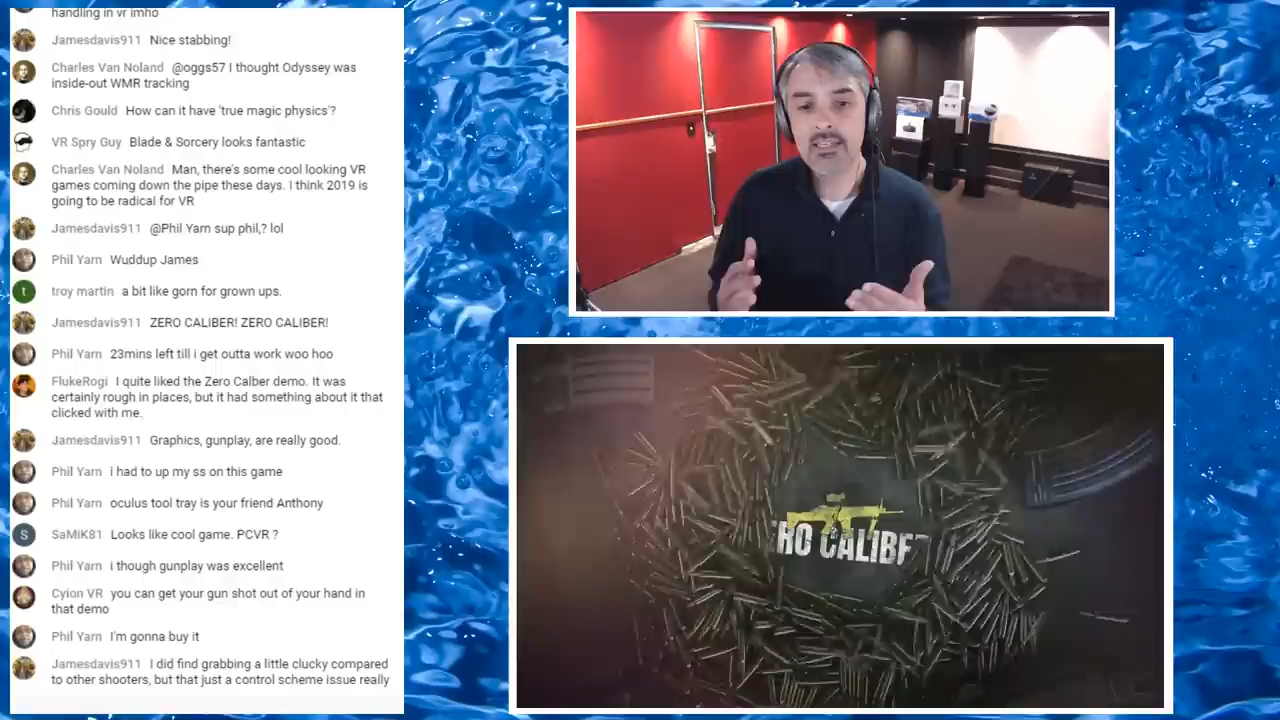 handling in vr imho
Jamesdavis911 Nice stabbing!
Charles Van Noland @oggs57 I thought Odyssey was
inside-out WMR tracking
Chris Gould How can it have 'true magic physics'?
VR Spry Guy Blade & Sorcery looks fantastic
Charles Van Noland Man, there's some cool looking VR
games coming down the pipe these days. I think 2019 is
going to be radical for VR
Jamesdavis911 @Phil Yarn sup phil,? lol
Phil Yarn Wuddup James
t troy martin a bit like gorn for grown ups.
Jamesdavis911 ZERO CALIBER! ZERO CALIBER!
Phil Yarn 23mins left till i get outta work woo hoo
FlukeRogi I quite liked the Zero Calber demo. It was
certainly rough in places, but it had something about it that
clicked with me.
Jamesdavis911 Graphics, gunplay, are really good.
Phil Yarn i had to up my ss on this game
Phil Yarn oculus tool tray is your friend Anthony
S SaMiK81 Looks like cool game. PCVR ?
Phil Yarn i though gunplay was excellent
Cyion VR you can get your gun shot out of your hand in
that demo
Phil Yarn I'm gonna buy it
Jamesdavis911 I did find grabbing a little clucky compared
to other shooters, but that just a control scheme issue really
RO CALIBE